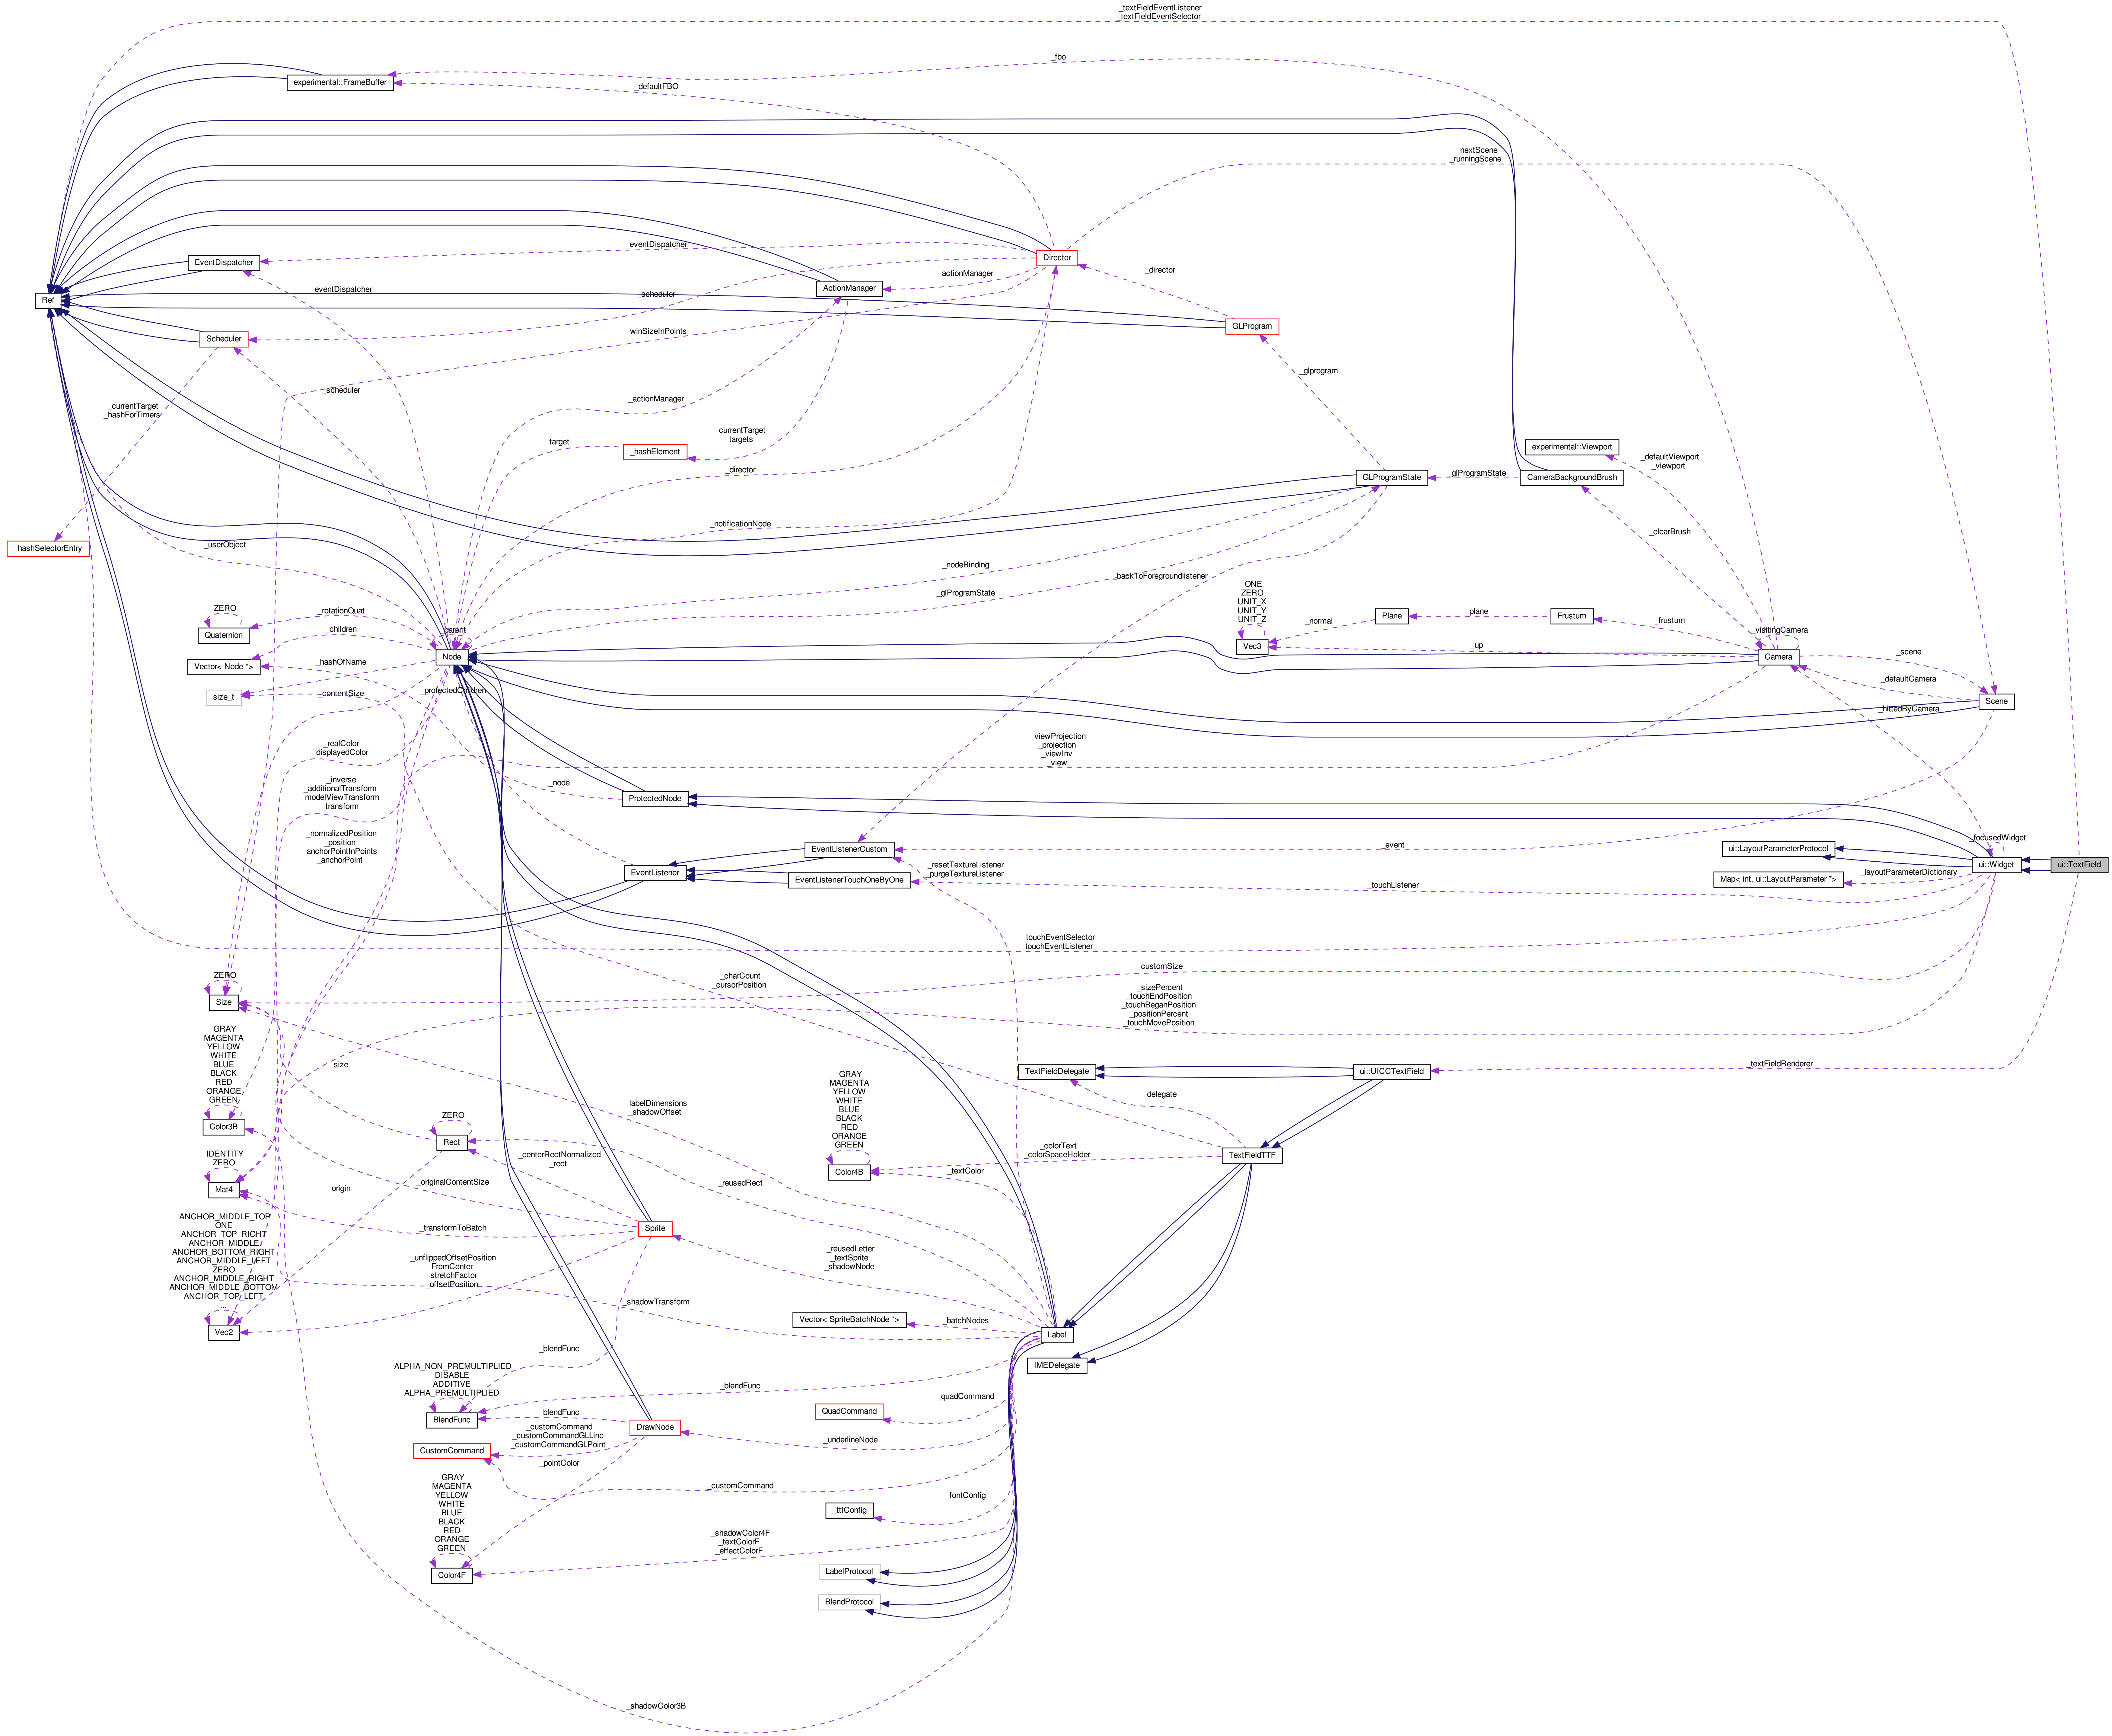 _textFieldEventListener
_textFieldEventSelector
_fbo
experimental::FrameBuffer
_defaultFBO
_nextScene
_runningScene
_eventDispatcher
EventDispatcher
Director
_director
_actionManager
ActionManager
_eventDispatcher
_scheduler
Ref
GLProgram
_winSizeInPoints
Scheduler
_glprogram
_scheduler
_actionManager
_currentTarget
_hashForTimers
_currentTarget
_targets
target
_hashElement
experimental::Viewport
_defaultViewport
_viewport
_director
GLProgramState
_glProgramState
CameraBackgroundBrush
_notificationNode
_clearBrush
_hashSelectorEntry
_userObject
_nodeBinding
_backToForegroundlistener
_glProgramState
ONE
ZERO
UNIT_X
UNIT_Y
UNIT_Z
Vec3
_normal
Plane
_plane
Frustum
_frustum
ZERO
Quaternion
_rotationQuat
_children
_parent
_visitingCamera
Node
_up
Camera
_scene
Vector< Node *>
_hashOfName
_defaultCamera
size_t
_contentSize
_protectedChildren
Scene
_hittedByCamera
_realColor
_displayedColor
_viewProjection
_projection
_viewInv
_view
_inverse
_additionalTransform
_modelViewTransform
_transform
_node
ProtectedNode
_normalizedPosition
_position
_anchorPointInPoints
_anchorPoint
EventListenerCustom
_event
_focusedWidget
ui::LayoutParameterProtocol
ui::Widget
ui::TextField
EventListener
_resetTextureListener
_purgeTextureListener
EventListenerTouchOneByOne
_touchListener
Map< int, ui::LayoutParameter *>
_layoutParameterDictionary
_touchEventSelector
_touchEventListener
_customSize
ZERO
Size
_charCount
_cursorPosition
_sizePercent
_touchEndPosition
_touchBeganPosition
_positionPercent
_touchMovePosition
GRAY
MAGENTA
YELLOW
WHITE
BLUE
BLACK
RED
ORANGE
GREEN
Color3B
size
TextFieldDelegate
ui::UICCTextField
_textFieldRenderer
GRAY
MAGENTA
YELLOW
WHITE
BLUE
BLACK
RED
ORANGE
GREEN
Color4B
_delegate
_labelDimensions
_shadowOffset
ZERO
Rect
_colorText
_colorSpaceHolder
TextFieldTTF
_textColor
IDENTITY
ZERO
Mat4
_centerRectNormalized
_rect
_reusedRect
origin
_originalContentSize
ANCHOR_MIDDLE_TOP
ONE
ANCHOR_TOP_RIGHT
ANCHOR_MIDDLE
ANCHOR_BOTTOM_RIGHT
ANCHOR_MIDDLE_LEFT
ZERO
ANCHOR_MIDDLE_RIGHT
ANCHOR_MIDDLE_BOTTOM
ANCHOR_TOP_LEFT
...
Vec2
_transformToBatch
Sprite
_unflippedOffsetPosition
FromCenter
_stretchFactor
_offsetPosition
_reusedLetter
_textSprite
_shadowNode
_shadowTransform
Vector< SpriteBatchNode *>
_batchNodes
Label
IMEDelegate
_blendFunc
ALPHA_NON_PREMULTIPLIED
DISABLE
ADDITIVE
ALPHA_PREMULTIPLIED
BlendFunc
_blendFunc
_blendFunc
_quadCommand
QuadCommand
DrawNode
_customCommand
_customCommandGLLine
_customCommandGLPoint
CustomCommand
_underlineNode
_pointColor
_customCommand
GRAY
MAGENTA
YELLOW
WHITE
BLUE
BLACK
RED
ORANGE
GREEN
Color4F
_fontConfig
_ttfConfig
_shadowColor4F
_textColorF
_effectColorF
LabelProtocol
BlendProtocol
_shadowColor3B